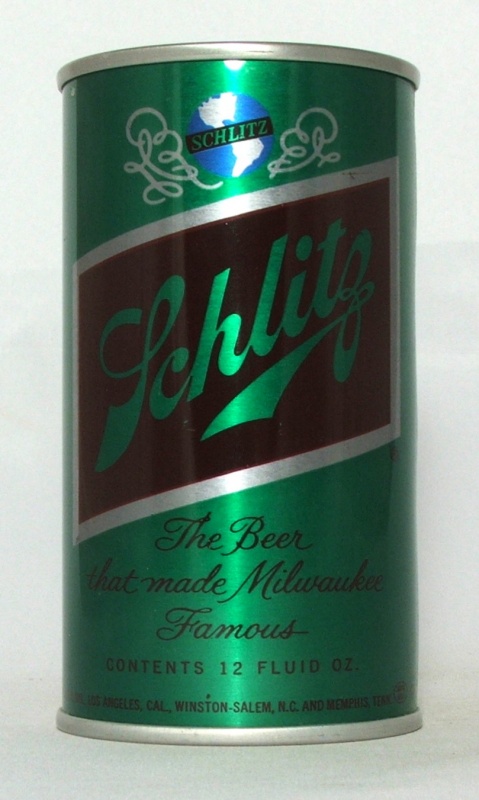 SCHLITZ
Schlitz
The Beer
that made Milwaukee
Famous
CONTENTS 12 FLUID OZ.
LOS ANGELES, CAL., WINSTON-SALEM, N.C. AND MEMPHIS, TENN.